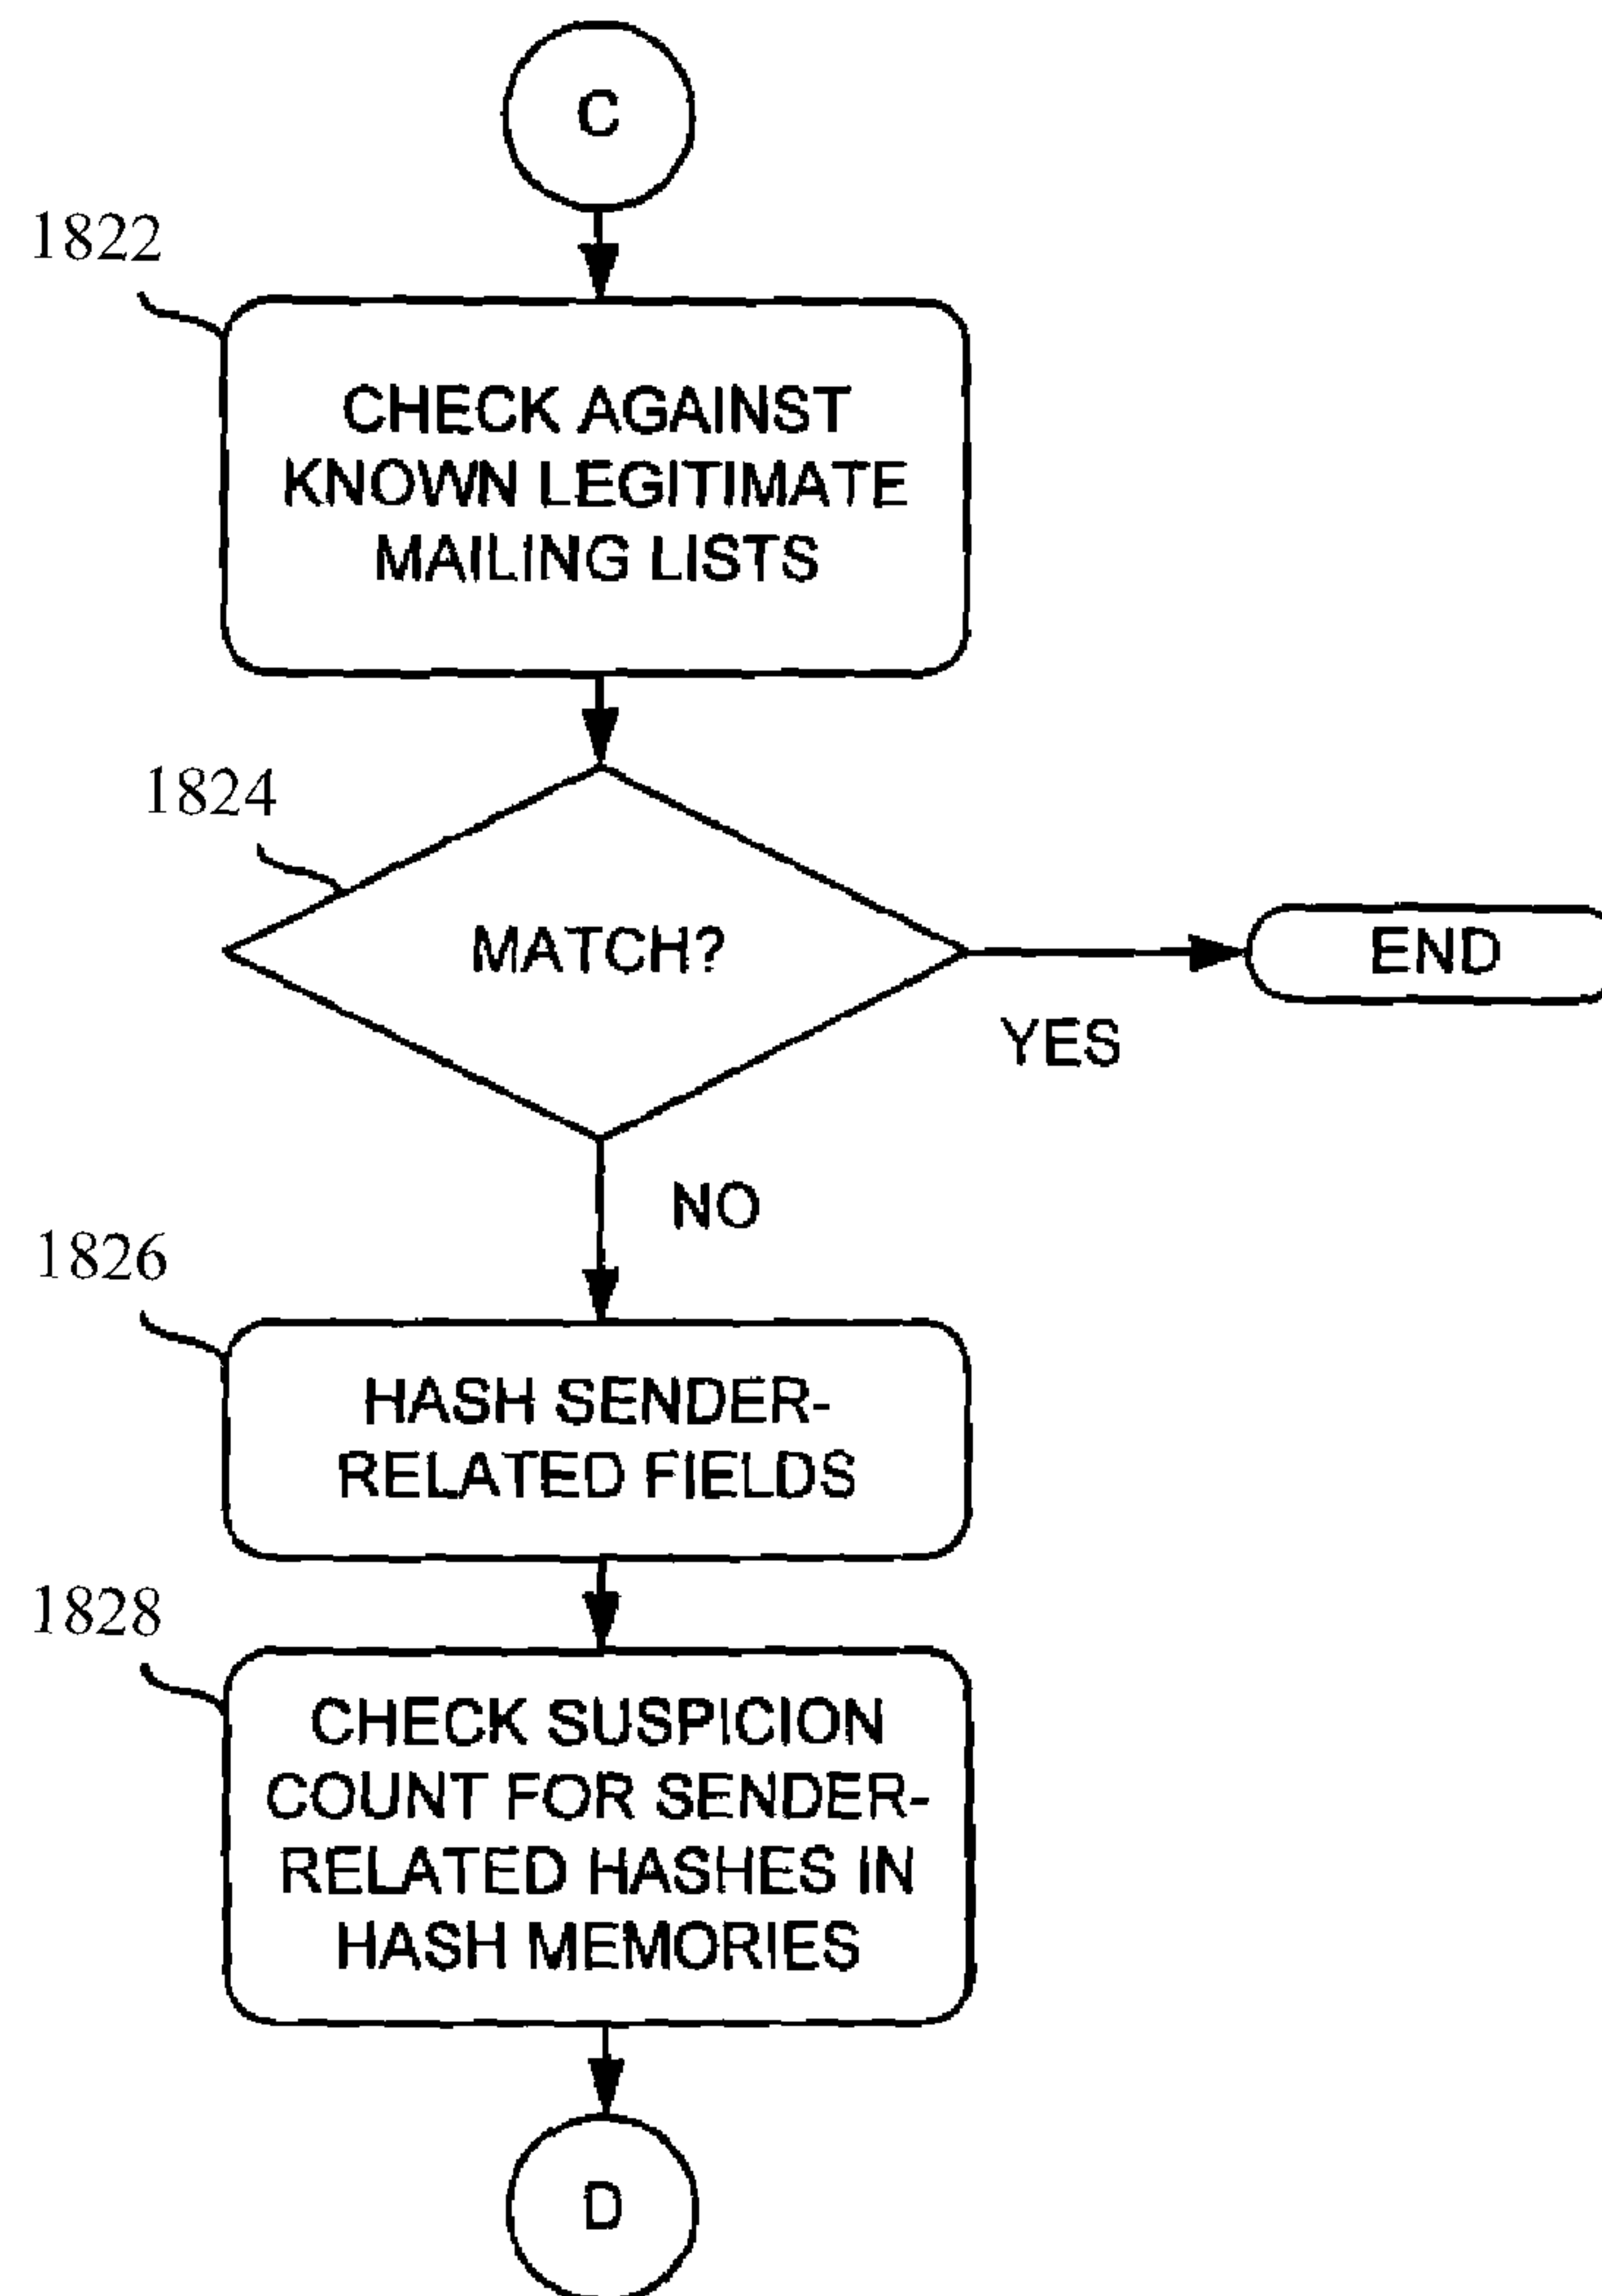 C
1822
CHECK AGAINST
KNOWN LEGITIMATE
MAILING LISTS
1824
MATCH?
END
YES
NO
1826
HASH SENDER-
RELATED FIELDS
1828
CHECK SUSPICION
COUNT FOR SENDER-
RELATED HASHES IN
HASH MEMORIES
D